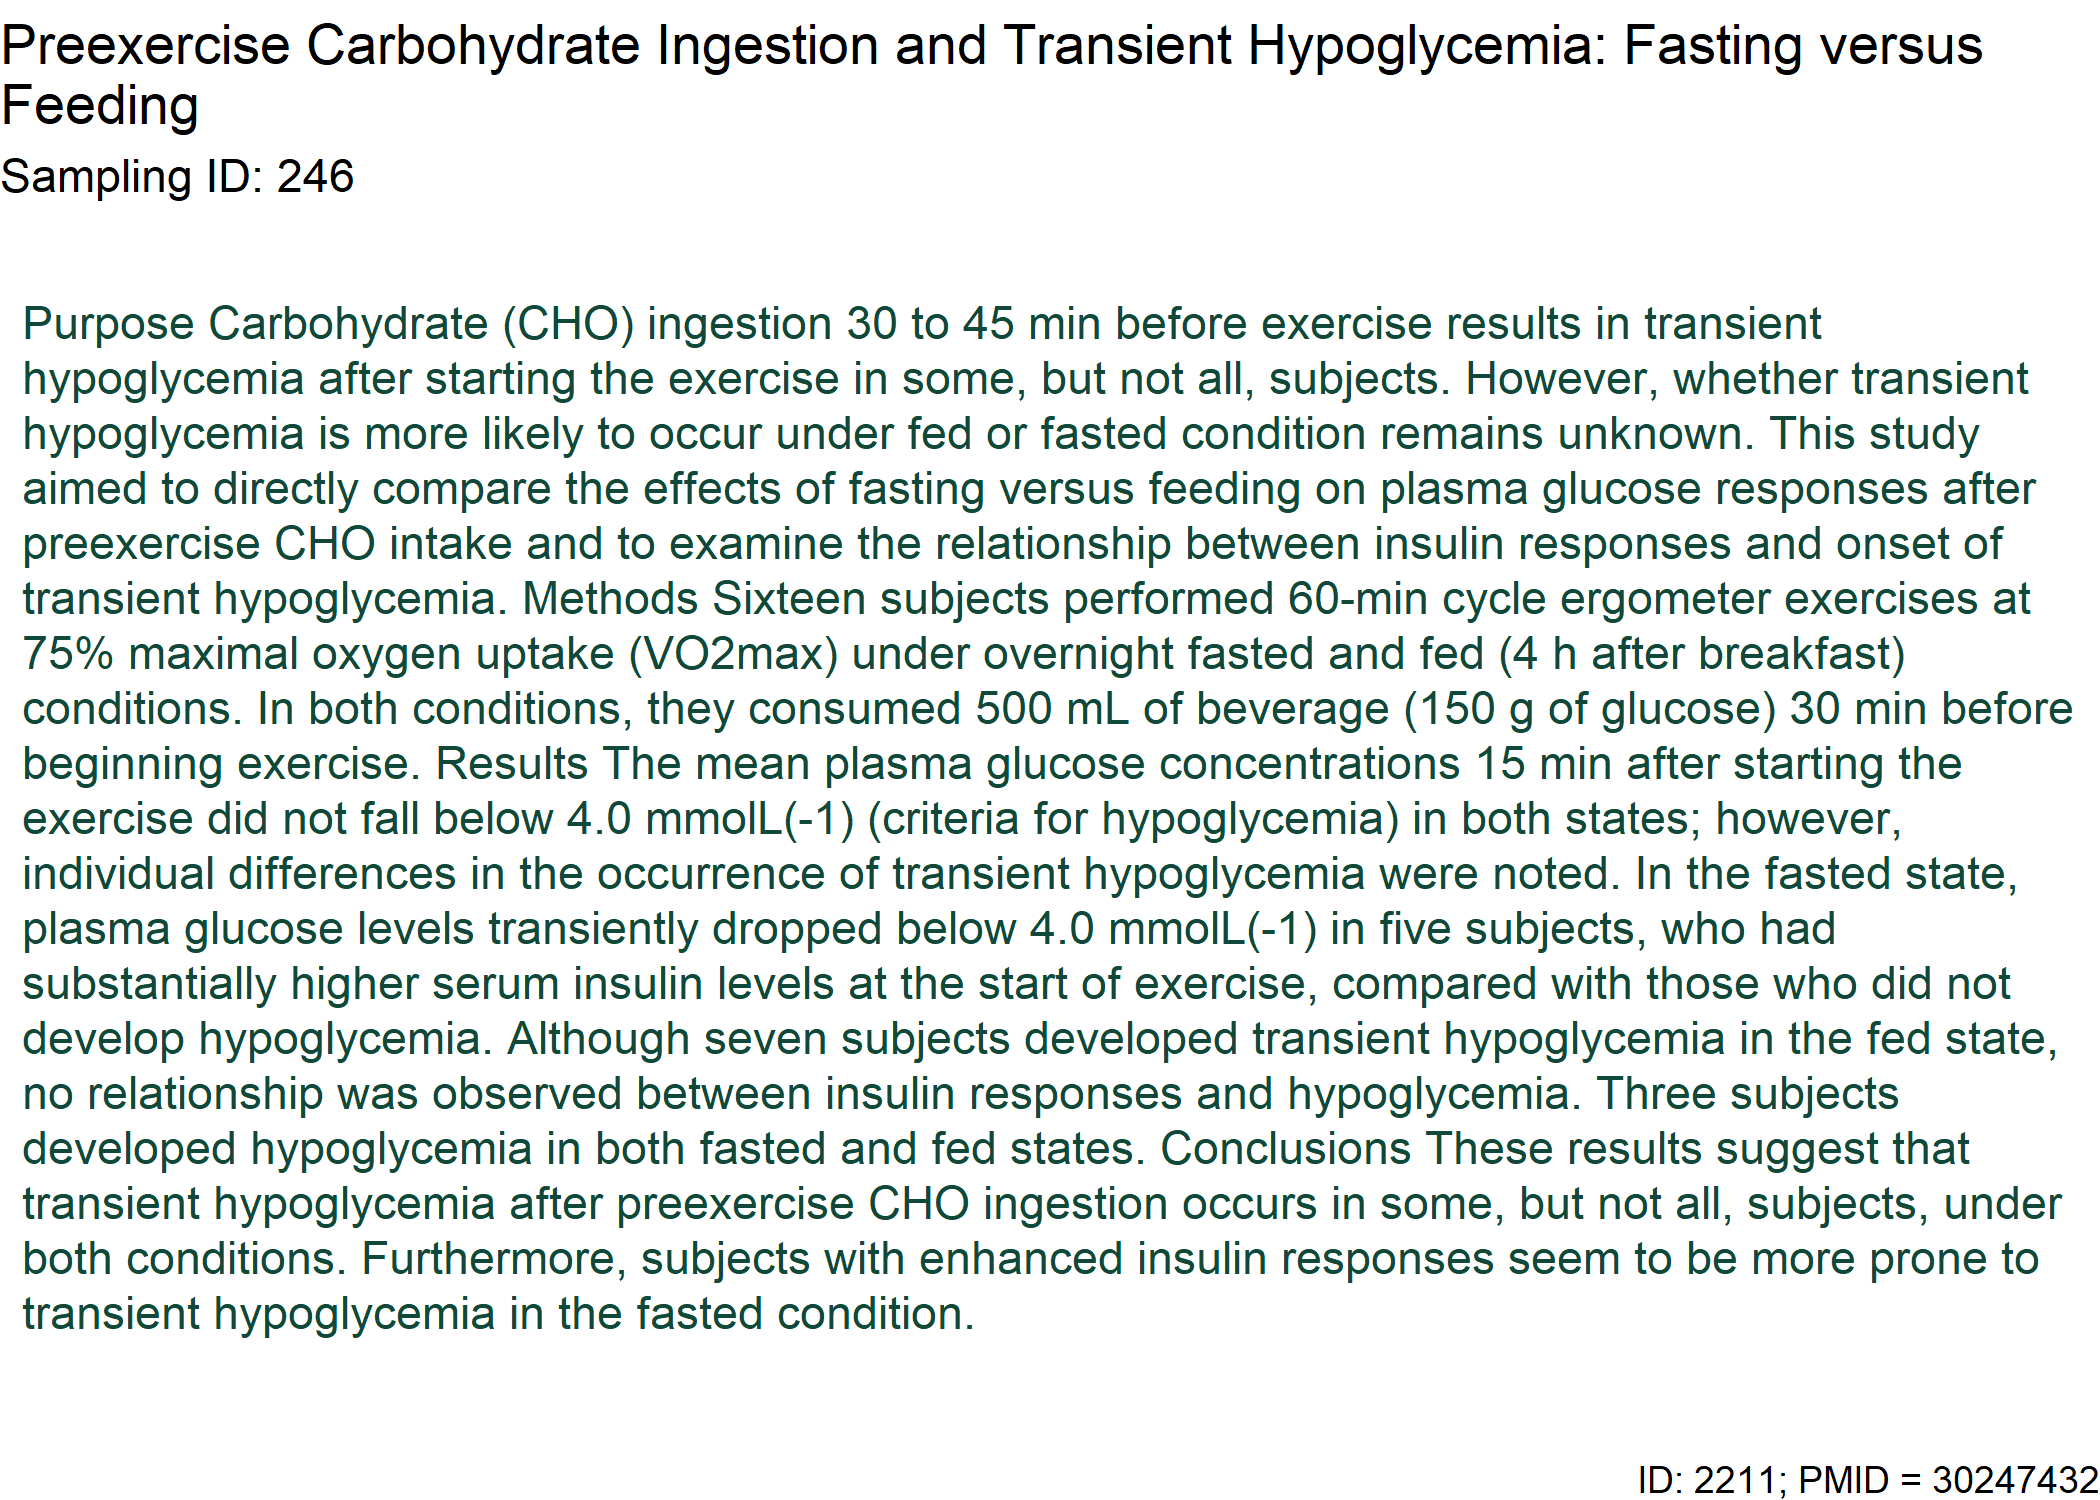 Preexercise Carbohydrate Ingestion and Transient Hypoglycemia: Fasting versus
Feeding
Sampling ID: 246
Purpose Carbohydrate (CHO) ingestion 30 to 45 min before exercise results in transient
hypoglycemia after starting the exercise in some, but not all, subjects. However, whether transient
hypoglycemia is more likely to occur under fed or fasted condition remains unknown. This study
aimed to directly compare the effects of fasting versus feeding on plasma glucose responses after
preexercise CHO intake and to examine the relationship between insulin responses and onset of
transient hypoglycemia. Methods Sixteen subjects performed 60-min cycle ergometer exercises at
75% maximal oxygen uptake (VO2max) under overnight fasted and fed (4 h after breakfast)
conditions. In both conditions, they consumed 500 mL of beverage (150 g of glucose) 30 min before
beginning exercise. Results The mean plasma glucose concentrations 15 min after starting the
exercise did not fall below 4.0 mmolL(-1) (criteria for hypoglycemia) in both states; however,
individual differences in the occurrence of transient hypoglycemia were noted. In the fasted state,
plasma glucose levels transiently dropped below 4.0 mmolL(-1) in five subjects, who had
substantially higher serum insulin levels at the start of exercise, compared with those who did not
develop hypoglycemia. Although seven subjects developed transient hypoglycemia in the fed state,
no relationship was observed between insulin responses and hypoglycemia. Three subjects
developed hypoglycemia in both fasted and fed states. Conclusions These results suggest that
transient hypoglycemia after preexercise CHO ingestion occurs in some, but not all, subjects, under
both conditions. Furthermore, subjects with enhanced insulin responses seem to be more prone to
transient hypoglycemia in the fasted condition.
ID: 2211; PMID = 30247432